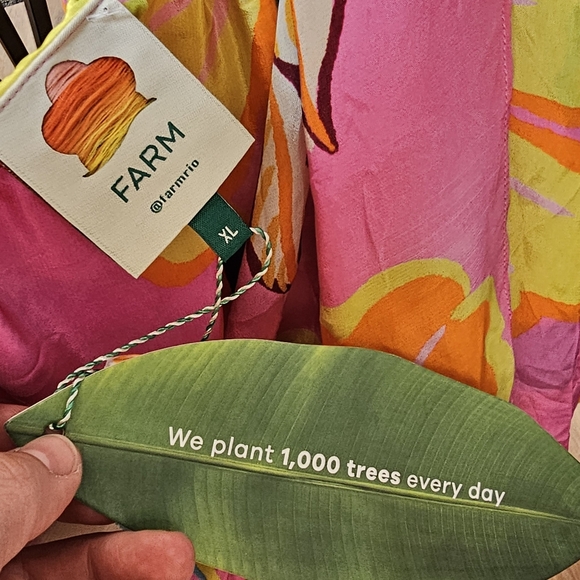 FARM
@farmrio
XL
We plant 1,000 trees every day